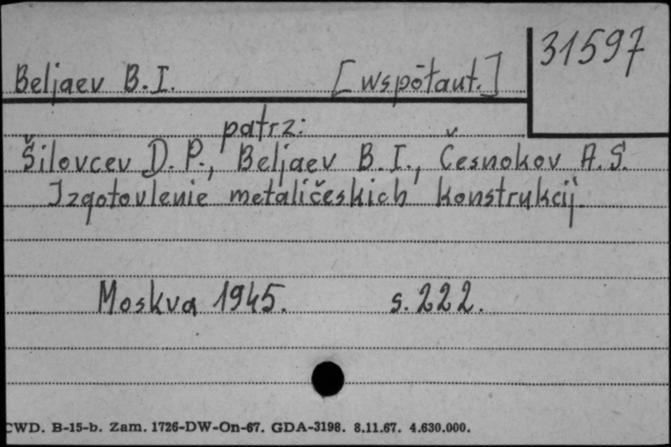 31597
Beljaev B.I. [współaut.]
patrz:
Šilovcev D.P., Beljaev B.I., Česnokov A.S.
Izgotovlenie metaličeskich konstrukcij.
Moskva 1945. s. 222.
CWD. B-15-b. Zam. 1726-DW-On-67. GDA-3198. 8.11.67. 4.630.000.